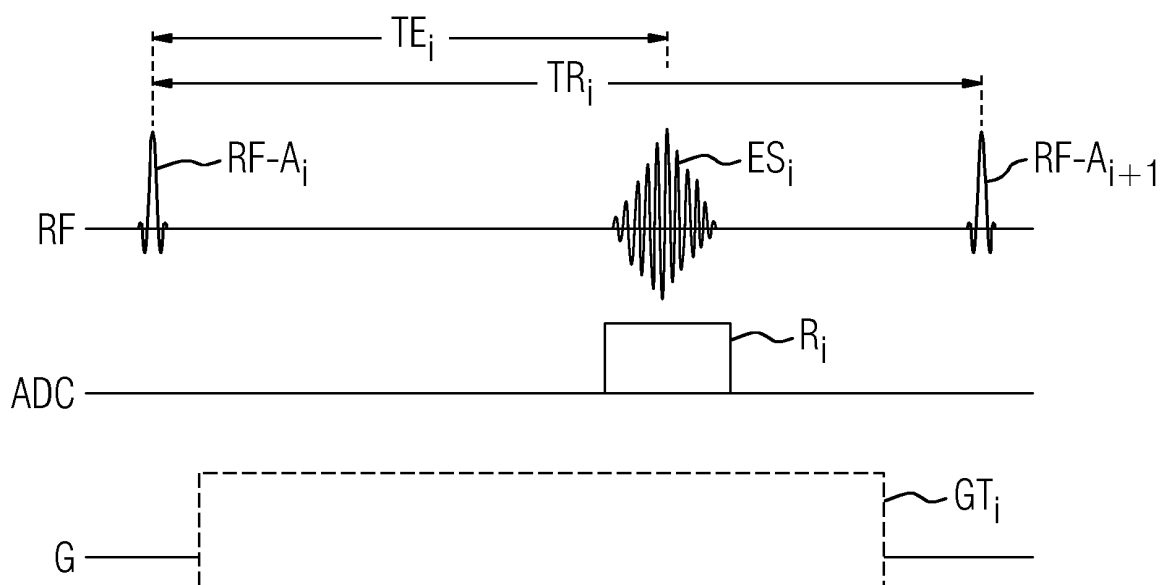 TEi
TRi
RF-Ai
ESi
RF-Ai+1
RF
Ri
ADC
GTi
G